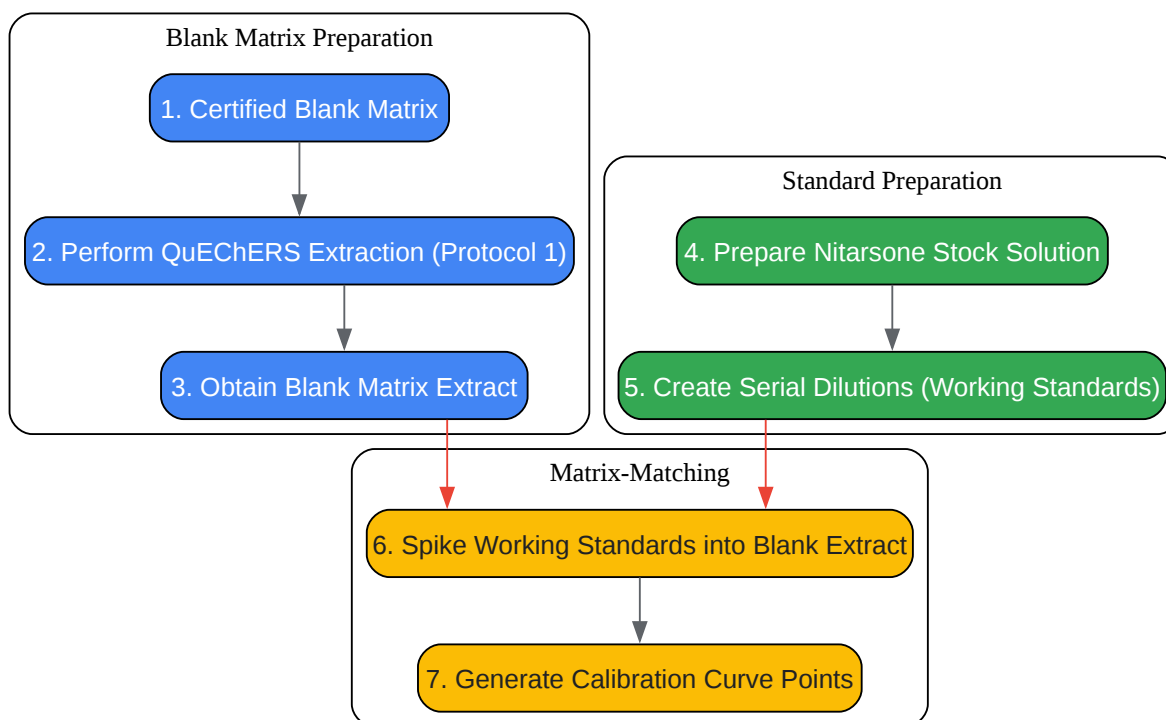 Blank Matrix Preparation
1. Certified Blank Matrix
2. Perform QuEChERS Extraction (Protocol 1)
3. Obtain Blank Matrix Extract
Standard Preparation
4. Prepare Nitarsone Stock Solution
5. Create Serial Dilutions (Working Standards)
Matrix-Matching
6. Spike Working Standards into Blank Extract
7. Generate Calibration Curve Points